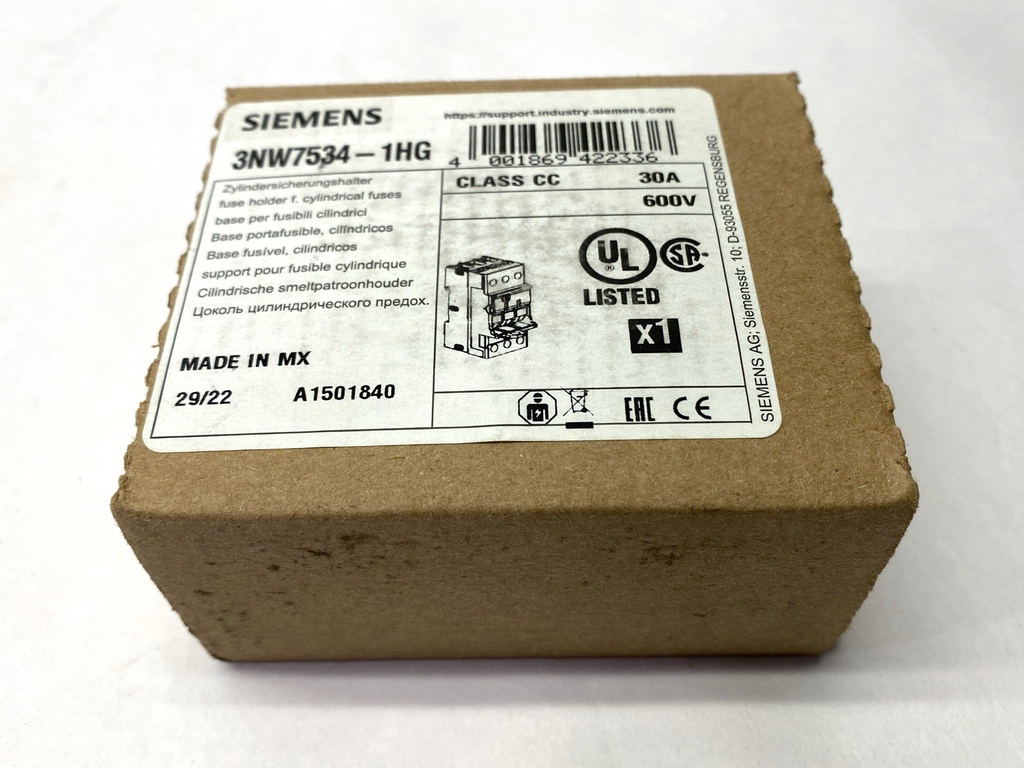 SIEMENS
https://support.industry.siemens.com
3NW7534-1HG
4 001869 422336
Zylindersicherungshalter
fuse holder f. cylindrical fuses
base per fusibili cilindrici
Base portafusible, cilíndricos
Base fusível, cilindricos
support pour fusible cylindrique
Cilindrische smeltpatroonhouder
Цоколь цилиндрического предох.
MADE IN MX
29/22 A1501840
CLASS CC 30A
600V
UL ®
LISTED
SA
X1
EAC CE
SIEMENS AG; Siemensstr. 10; D-93055 REGENSBURG